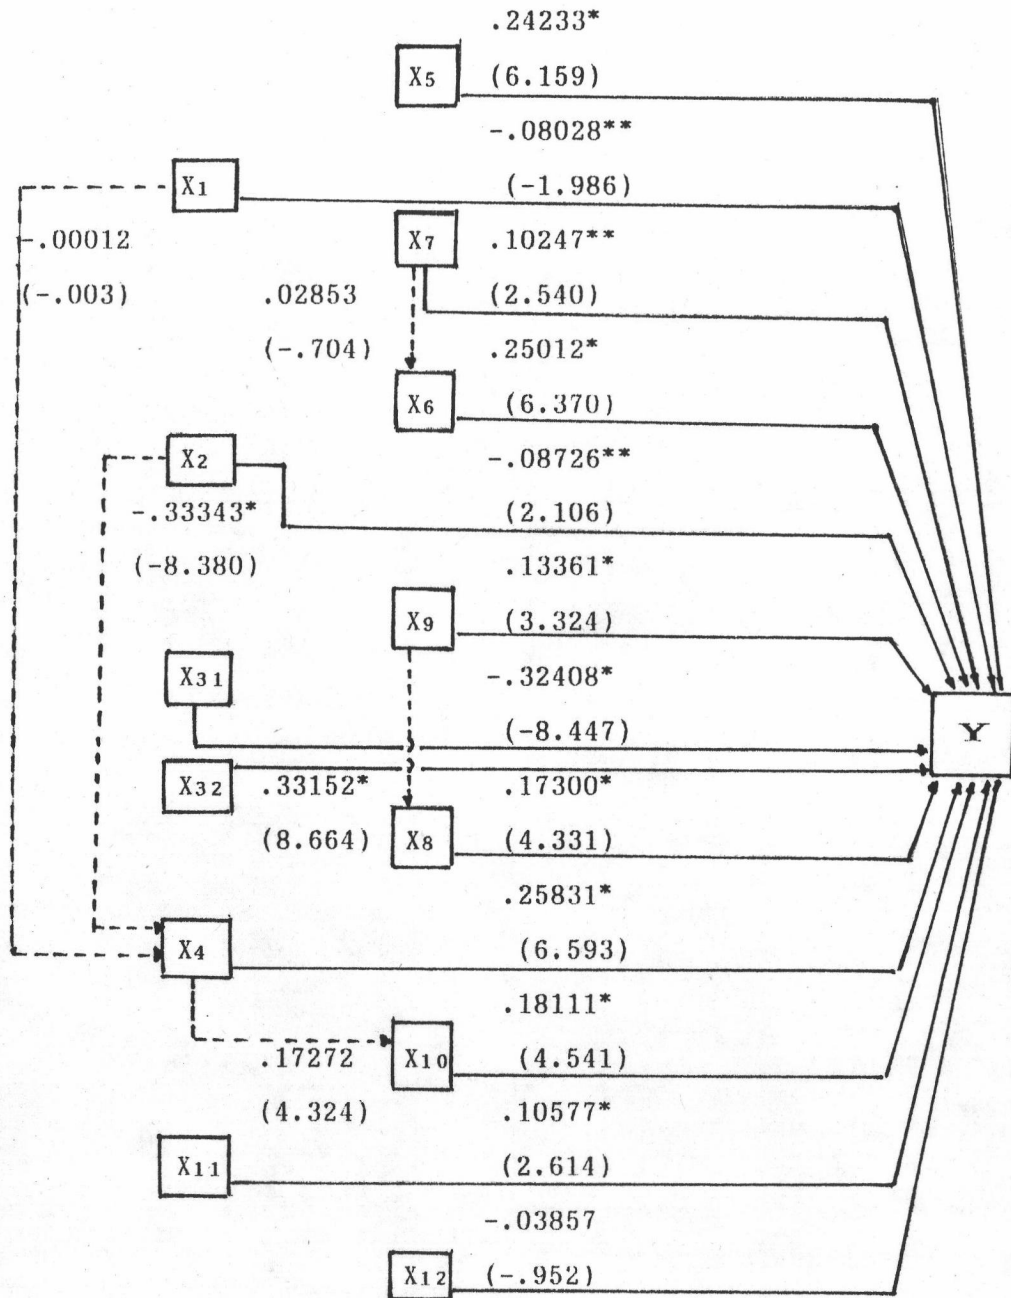 .24233*
X5 (6.159)
-.08028**
X1 (-1.986)
-.00012 X7 .10247**
(-.003) .02853 (2.540)
(-.704) .25012*
X6 (6.370)
X2 -.08726**
-.33343* (2.106)
(-8.380) .13361*
X9 (3.324)
X31 -.32408*
(-8.447) Y
X32 .33152* .17300*
(8.664) X8 (4.331)
.25831*
X4 (6.593)
.18111*
.17272 X10 (4.541)
(4.324) .10577*
X11 (2.614)
-.03857
X12 (-.952)